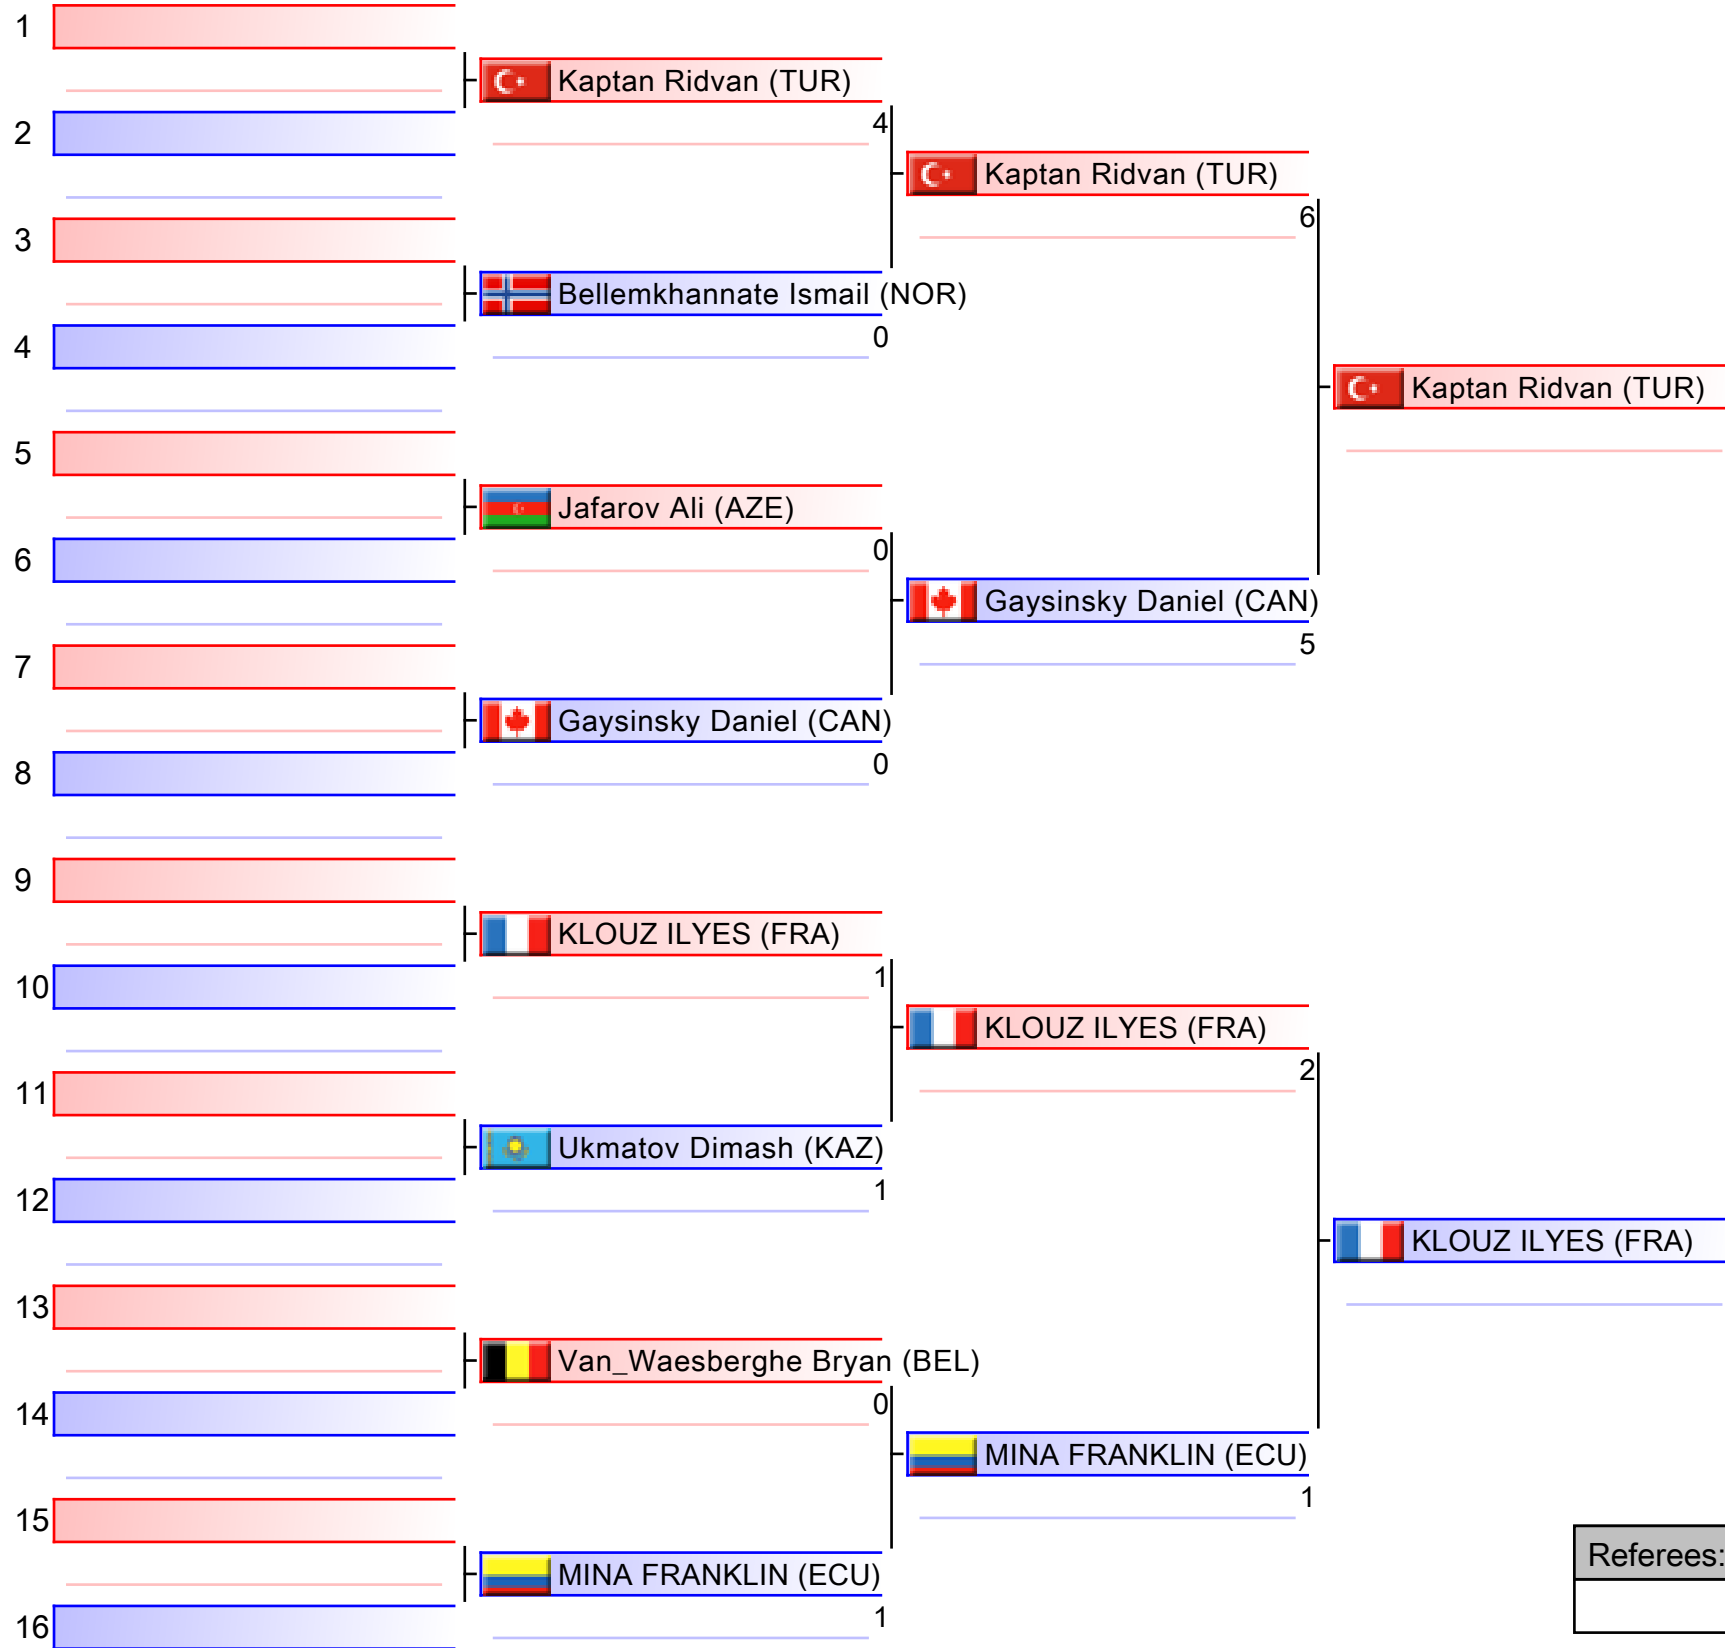 1
Kaptan Ridvan (TUR)
4
2
Kaptan Ridvan (TUR)
6
3
Bellemkhannate Ismail (NOR)
0
4
Kaptan Ridvan (TUR)
5
Jafarov Ali (AZE)
0
6
Gaysinsky Daniel (CAN)
5
7
Gaysinsky Daniel (CAN)
0
8
9
KLOUZ ILYES (FRA)
1
10
KLOUZ ILYES (FRA)
2
11
Ukmatov Dimash (KAZ)
1
12
KLOUZ ILYES (FRA)
13
Van_Waesberghe Bryan (BEL)
0
14
MINA FRANKLIN (ECU)
1
15
Referees:
MINA FRANKLIN (ECU)
1
16